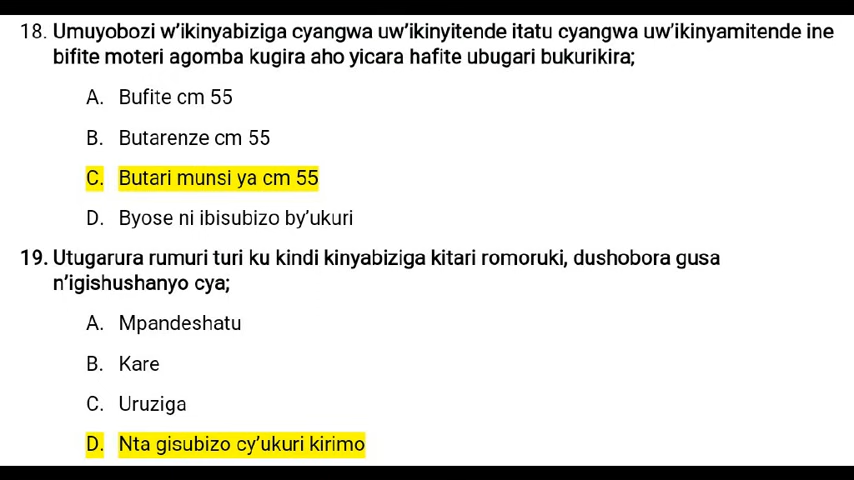 18. Umuyobozi w'ikinyabiziga cyangwa uw'ikinyitende itatu cyangwa uw'ikinyamitende ine
bifite moteri agomba kugira aho yicara hafite ubugari bukurikira;
A. Bufite cm 55
B. Butarenze cm 55
C. Butari munsi ya cm 55
D. Byose ni ibisubizo by'ukuri
19. Utugarura rumuri turi ku kindi kinyabiziga kitari romoruki, dushobora gusa
n'igishushanyo cya;
A. Mpandeshatu
B. Kare
C. Uruziga
D. Nta gisubizo cy'ukuri kirimo